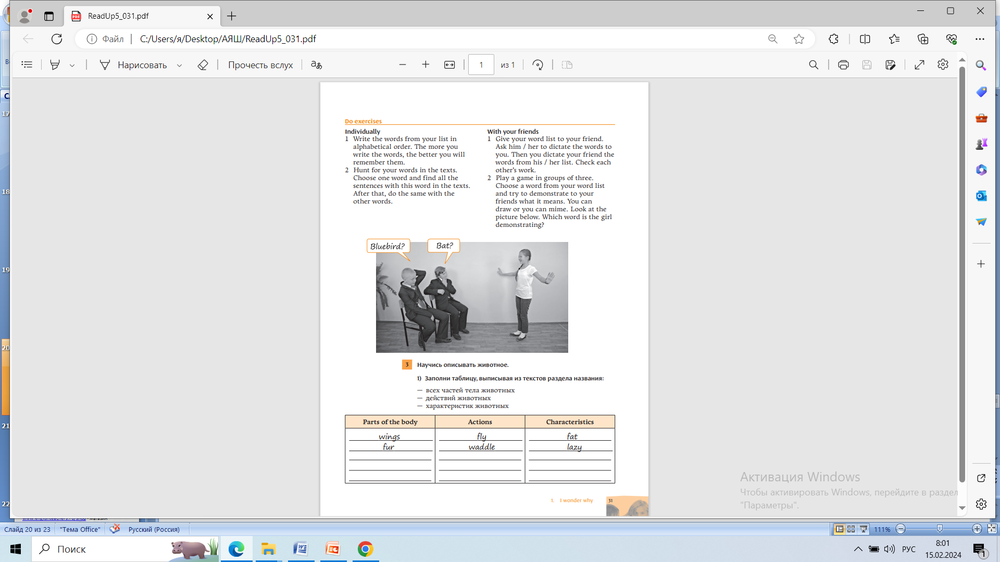 ReadUp5_031.pdf
Файл
C:/Users/я/Desktop/АЯШ/ReadUp5_031.pdf
Нарисовать
Прочесть вслух
1
из 1
Do exercises
Individually
1 Write the words from your list in
alphabetical order. The more you
write the words, the better you will
remember them.
2 Hunt for your words in the texts.
Choose one word and find all the
sentences with this word in the texts.
After that, do the same with the
other words.
With your friends
1 Give your word list to your friend.
Ask him / her to dictate the words to
you. Then you dictate your friend the
words from his / her list. Check each
other's work.
2 Play a game in groups of three.
Choose a word from your word list
and try to demonstrate to your
friends what it means. You can
draw or you can mime. Look at the
picture below. Which word is the girl
demonstrating?
Bluebird?
Bat?
3 Научись описывать животное.
1) Заполни таблицу, выписывая из текстов раздела названия:
— всех частей тела животных
— действий животных
— характеристик животных
Parts of the body Actions Characteristics
wings fly fat
fur waddle lazy
1. I wonder why 31
Активация Windows
Чтобы активировать Windows, перейдите в раздел
"Параметры".
17
18
19
20
21
22
Слайд 20 из 23
"Тема Office"
Русский (Россия)
111%
Поиск
РУС
8:01
15.02.2024
1